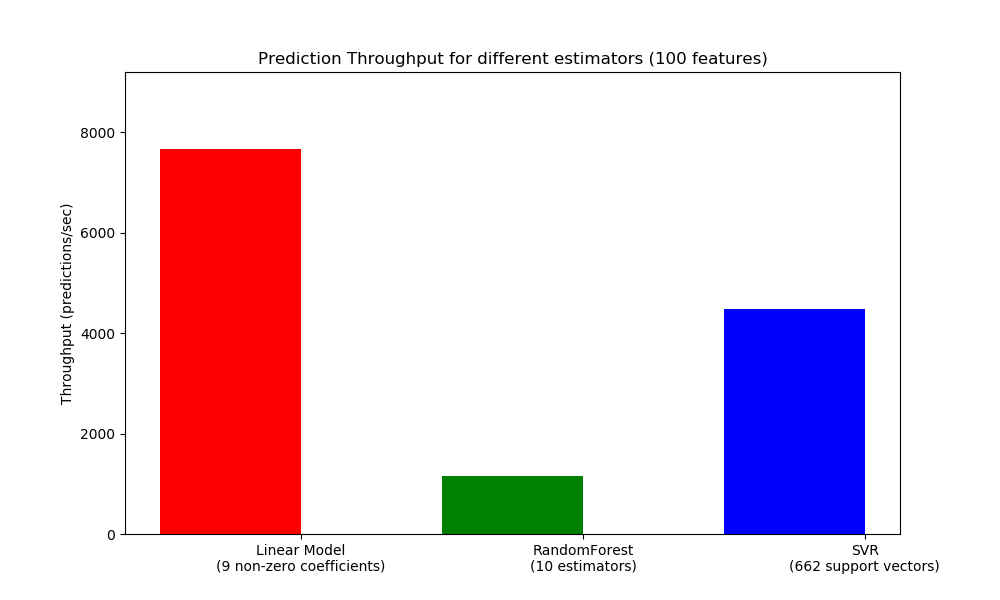 Prediction Throughput for different estimators (100 features)
Throughput (predictions/sec)
8000
6000
4000
2000
0
Linear Model
(9 non-zero coefficients)
RandomForest
(10 estimators)
SVR
(662 support vectors)